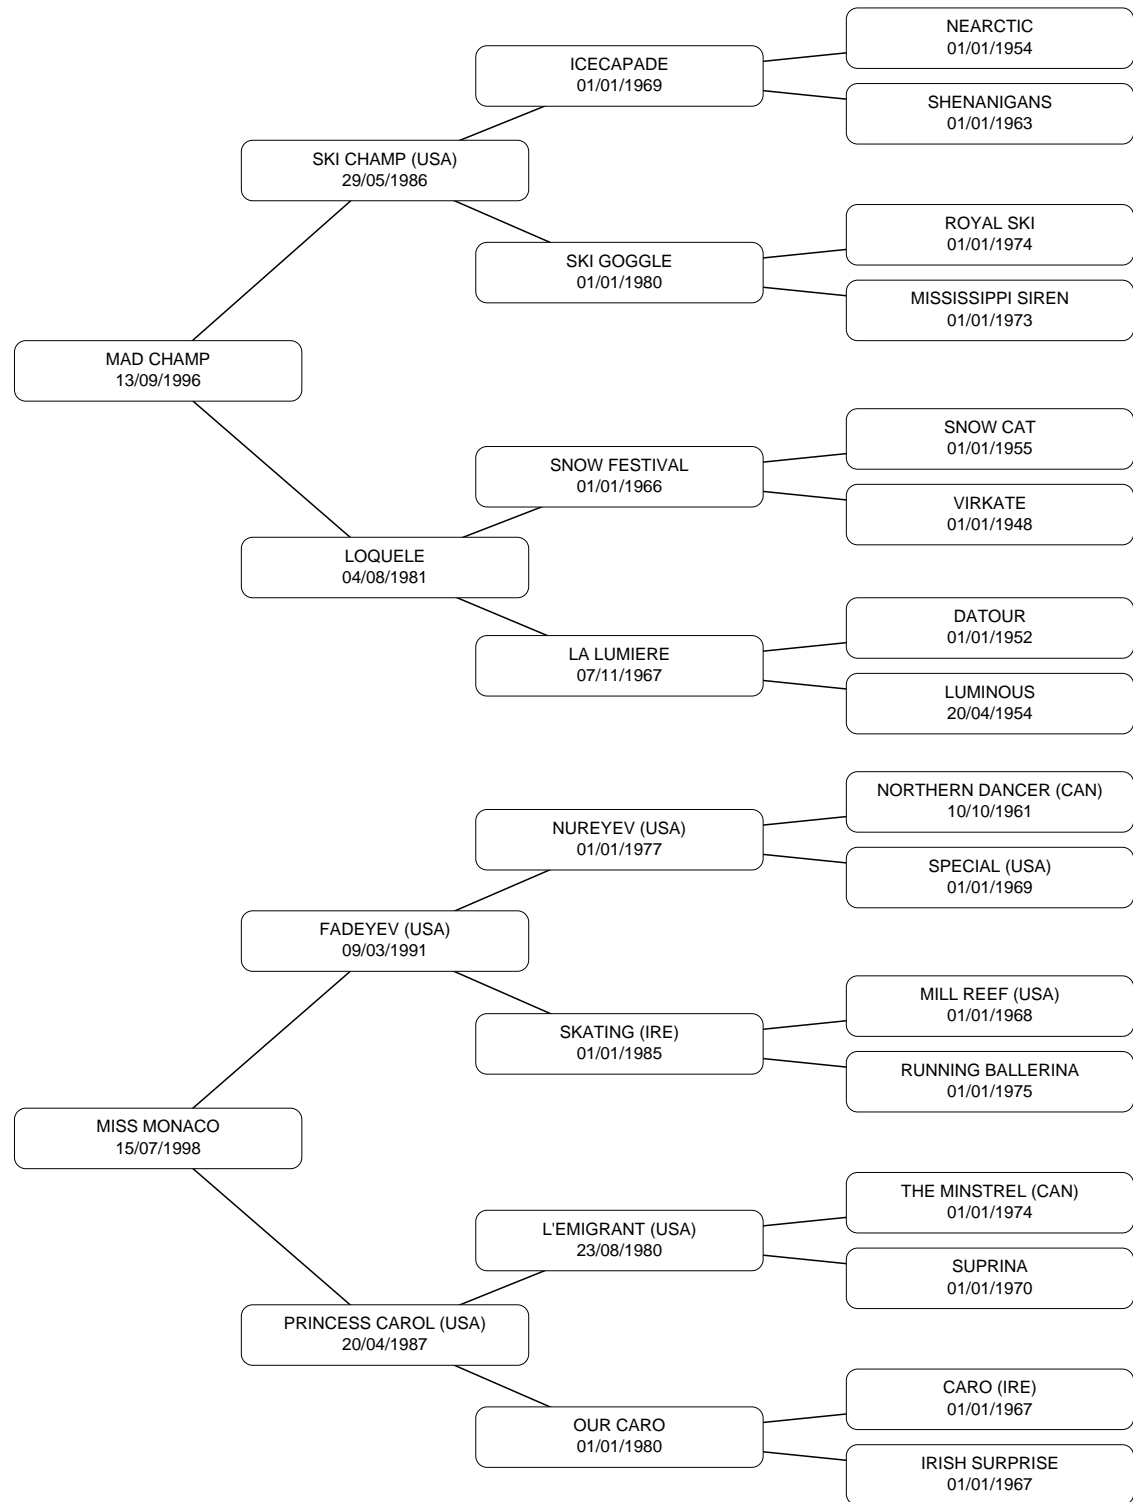 NEARCTIC
01/01/1954
ICECAPADE
01/01/1969
SHENANIGANS
01/01/1963
SKI CHAMP (USA)
29/05/1986
ROYAL SKI
01/01/1974
SKI GOGGLE
01/01/1980
MISSISSIPPI SIREN
01/01/1973
MAD CHAMP
13/09/1996
SNOW CAT
01/01/1955
SNOW FESTIVAL
01/01/1966
VIRKATE
01/01/1948
LOQUELE
04/08/1981
DATOUR
01/01/1952
LA LUMIERE
07/11/1967
LUMINOUS
20/04/1954
NORTHERN DANCER (CAN)
10/10/1961
NUREYEV (USA)
01/01/1977
SPECIAL (USA)
01/01/1969
FADEYEV (USA)
09/03/1991
MILL REEF (USA)
01/01/1968
SKATING (IRE)
01/01/1985
RUNNING BALLERINA
01/01/1975
MISS MONACO
15/07/1998
THE MINSTREL (CAN)
01/01/1974
L'EMIGRANT (USA)
23/08/1980
SUPRINA
01/01/1970
PRINCESS CAROL (USA)
20/04/1987
CARO (IRE)
01/01/1967
OUR CARO
01/01/1980
IRISH SURPRISE
01/01/1967